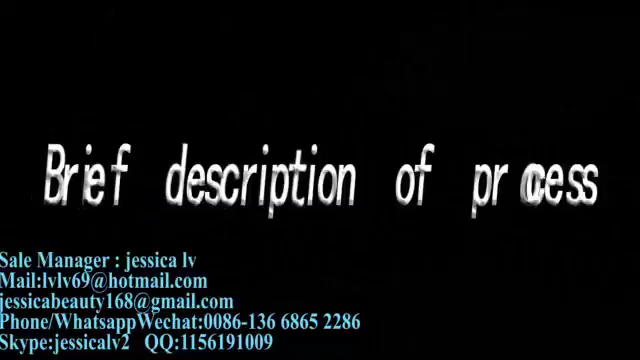 Brief description of process
Sale Manager : jessica lv
Mail:lvlv69@hotmail.com
jessicabeauty168@gmail.com
Phone/WhatsappWechat:0086-136 6865 2286
Skype:jessicalv2 QQ:1156191009